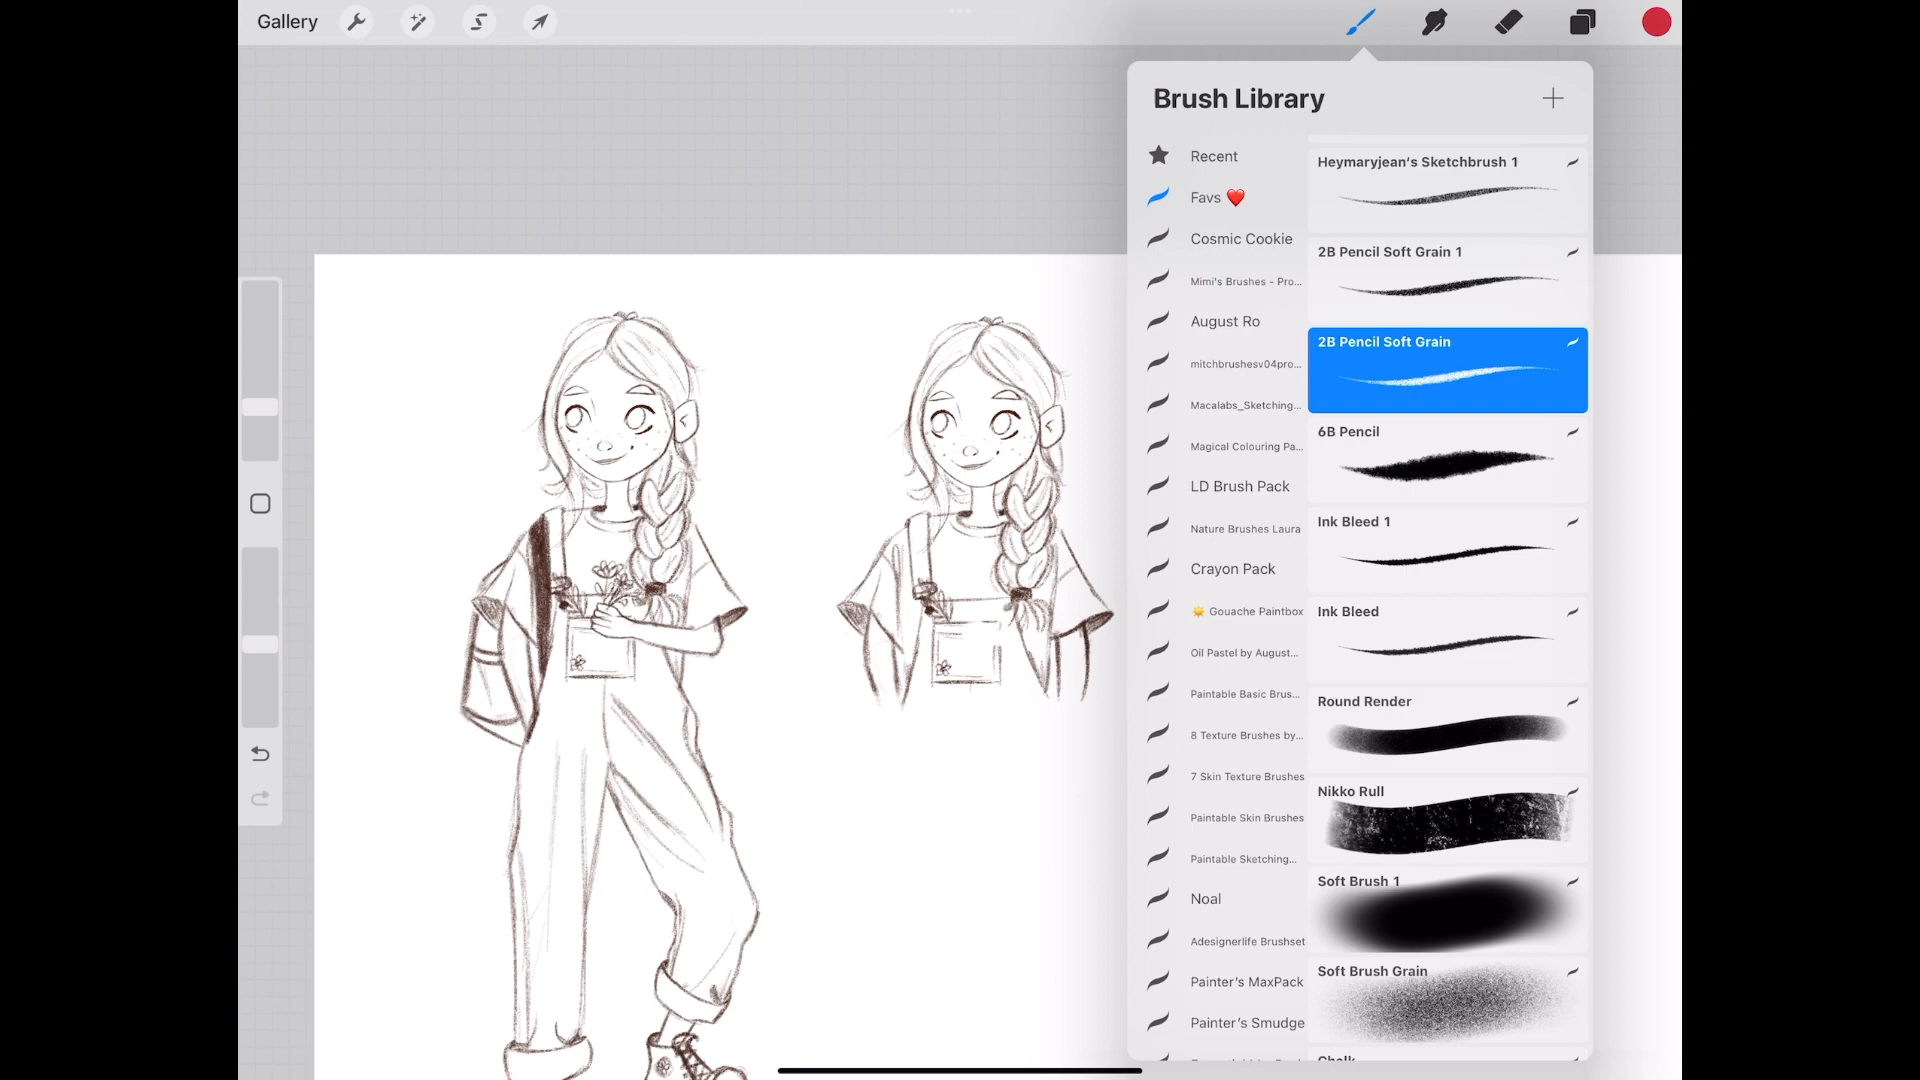 Gallery
Brush Library
Recent
Favs ❤️
Cosmic Cookie
Mimi's Brushes - Pro...
August Ro
mitchbrushesv04pro...
Macalabs_Sketching...
Magical Colouring Pa...
LD Brush Pack
Nature Brushes Laura
Crayon Pack
☀️ Gouache Paintbox
Oil Pastel by August...
Paintable Basic Brus...
8 Texture Brushes by...
7 Skin Texture Brushes
Paintable Skin Brushes
Paintable Sketching...
Noal
Adesignerlife Brushset
Painter's MaxPack
Painter's Smudge
Heymaryjean's Sketchbrush 1
2B Pencil Soft Grain 1
2B Pencil Soft Grain
6B Pencil
Ink Bleed 1
Ink Bleed
Round Render
Nikko Rull
Soft Brush 1
Soft Brush Grain
Chalk